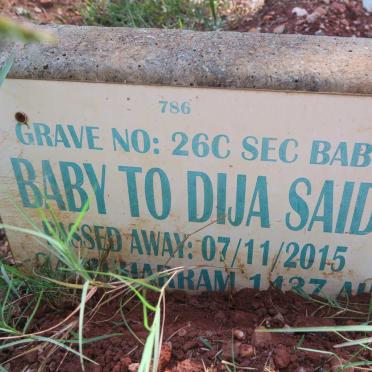 786
GRAVE NO: 26C SEC BAB
BABY TO DIJA SAID
PASSED AWAY: 07/11/2015
1437